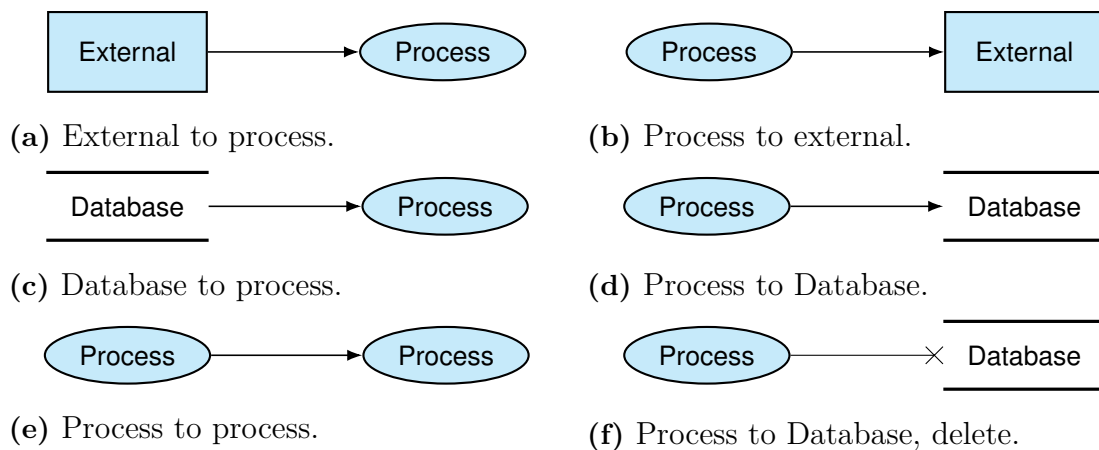 External Process Process External
(a) External to process. (b) Process to external.
Database Process Process Database
(c) Database to process. (d) Process to Database.
Process Process Process Database
(e) Process to process. (f) Process to Database, delete.